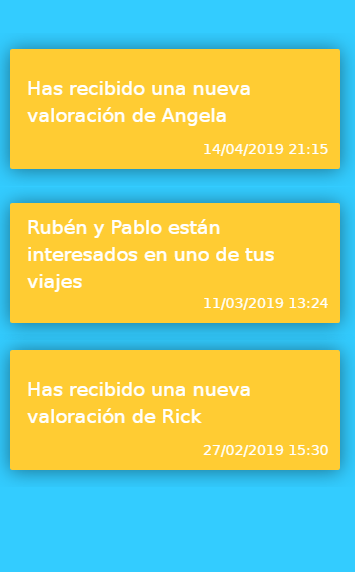 Has recibido una nueva
valoración de Angela
14/04/2019 21:15
Rubén y Pablo están
interesados en uno de tus
viajes
11/03/2019 13:24
Has recibido una nueva
valoración de Rick
27/02/2019 15:30